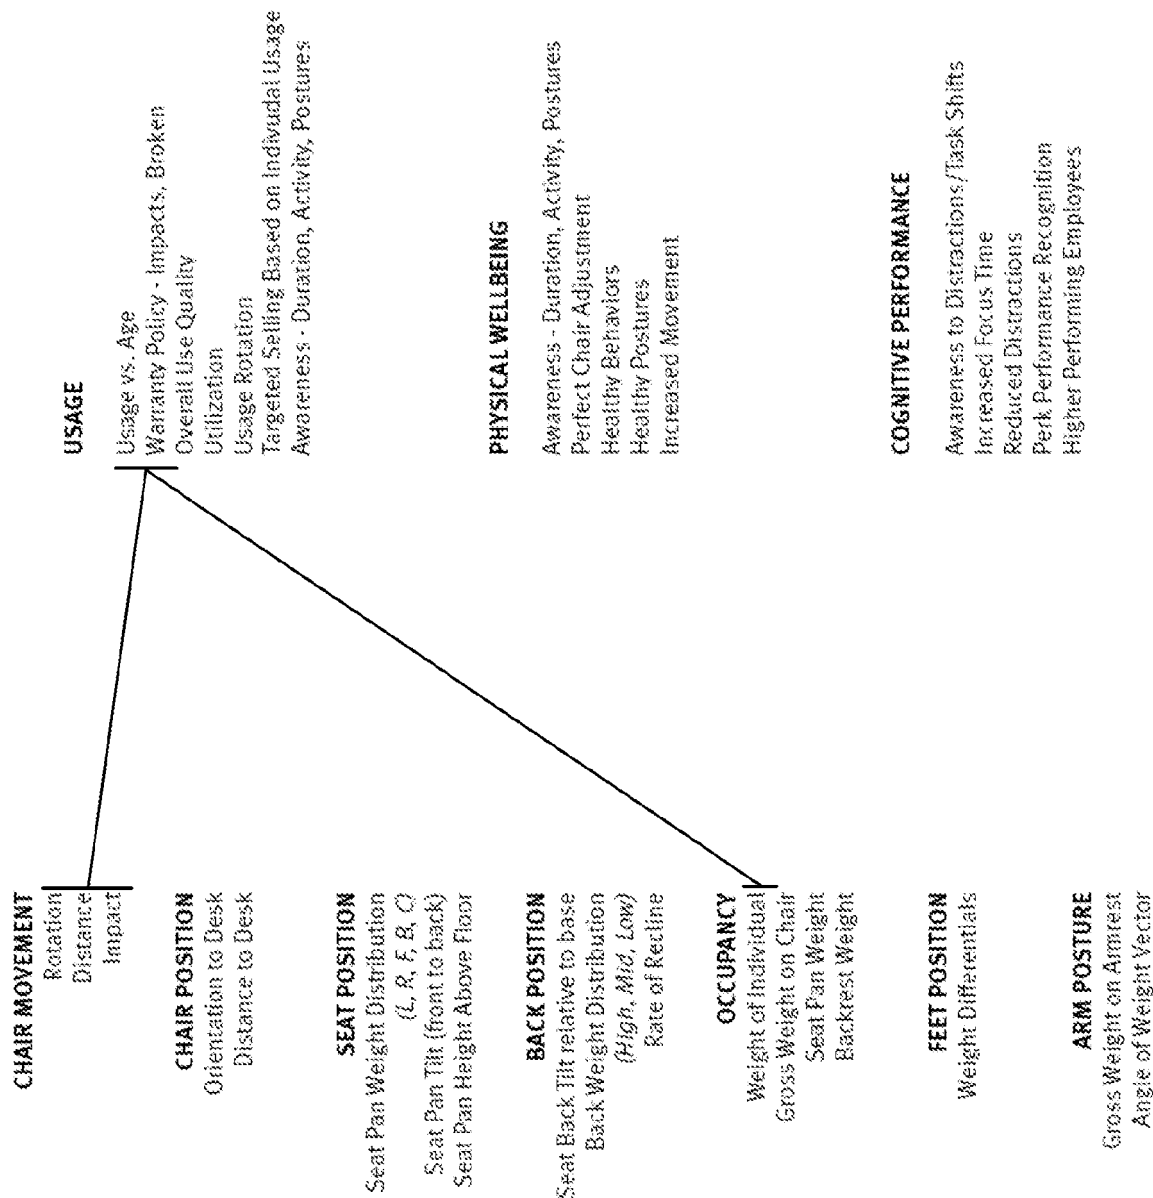 CHAIR MOVEMENT
Rotation
Distance
Impact
CHAIR POSITION
Orientation to Desk
Distance to Desk
SEAT POSITION
Seat Pan Weight Distribution
(L, R, F, B, C)
Seat Pan Tilt (front to back)
Seat Pan Height Above Floor
BACK POSITION
Seat Back Tilt relative to base
Back Weight Distribution
(High, Mid, Low)
Rate of Recline
OCCUPANCY
Weight of Individual
Gross Weight on Chair
Seat Pan Weight
Backrest Weight
FEET POSITION
Weight Differentials
ARM POSTURE
Gross Weight on Armrest
Angle of Weight Vector
USAGE
Usage vs. Age
Warranty Policy - Impacts, Broken
Overall Use Quality
Utilization
Usage Rotation
Targeted Selling Based on Indivudal Usage
Awareness - Duration, Activity, Postures
PHYSICAL WELLBEING
Awareness - Duration, Activity, Postures
Perfect Chair Adjustment
Healthy Behaviors
Healthy Postures
Increased Movement
COGNITIVE PERFORMANCE
Awareness to Distractions/Task Shifts
Increased Focus Time
Reduced Distractions
Perk Performance Recognition
Higher Performing Employees